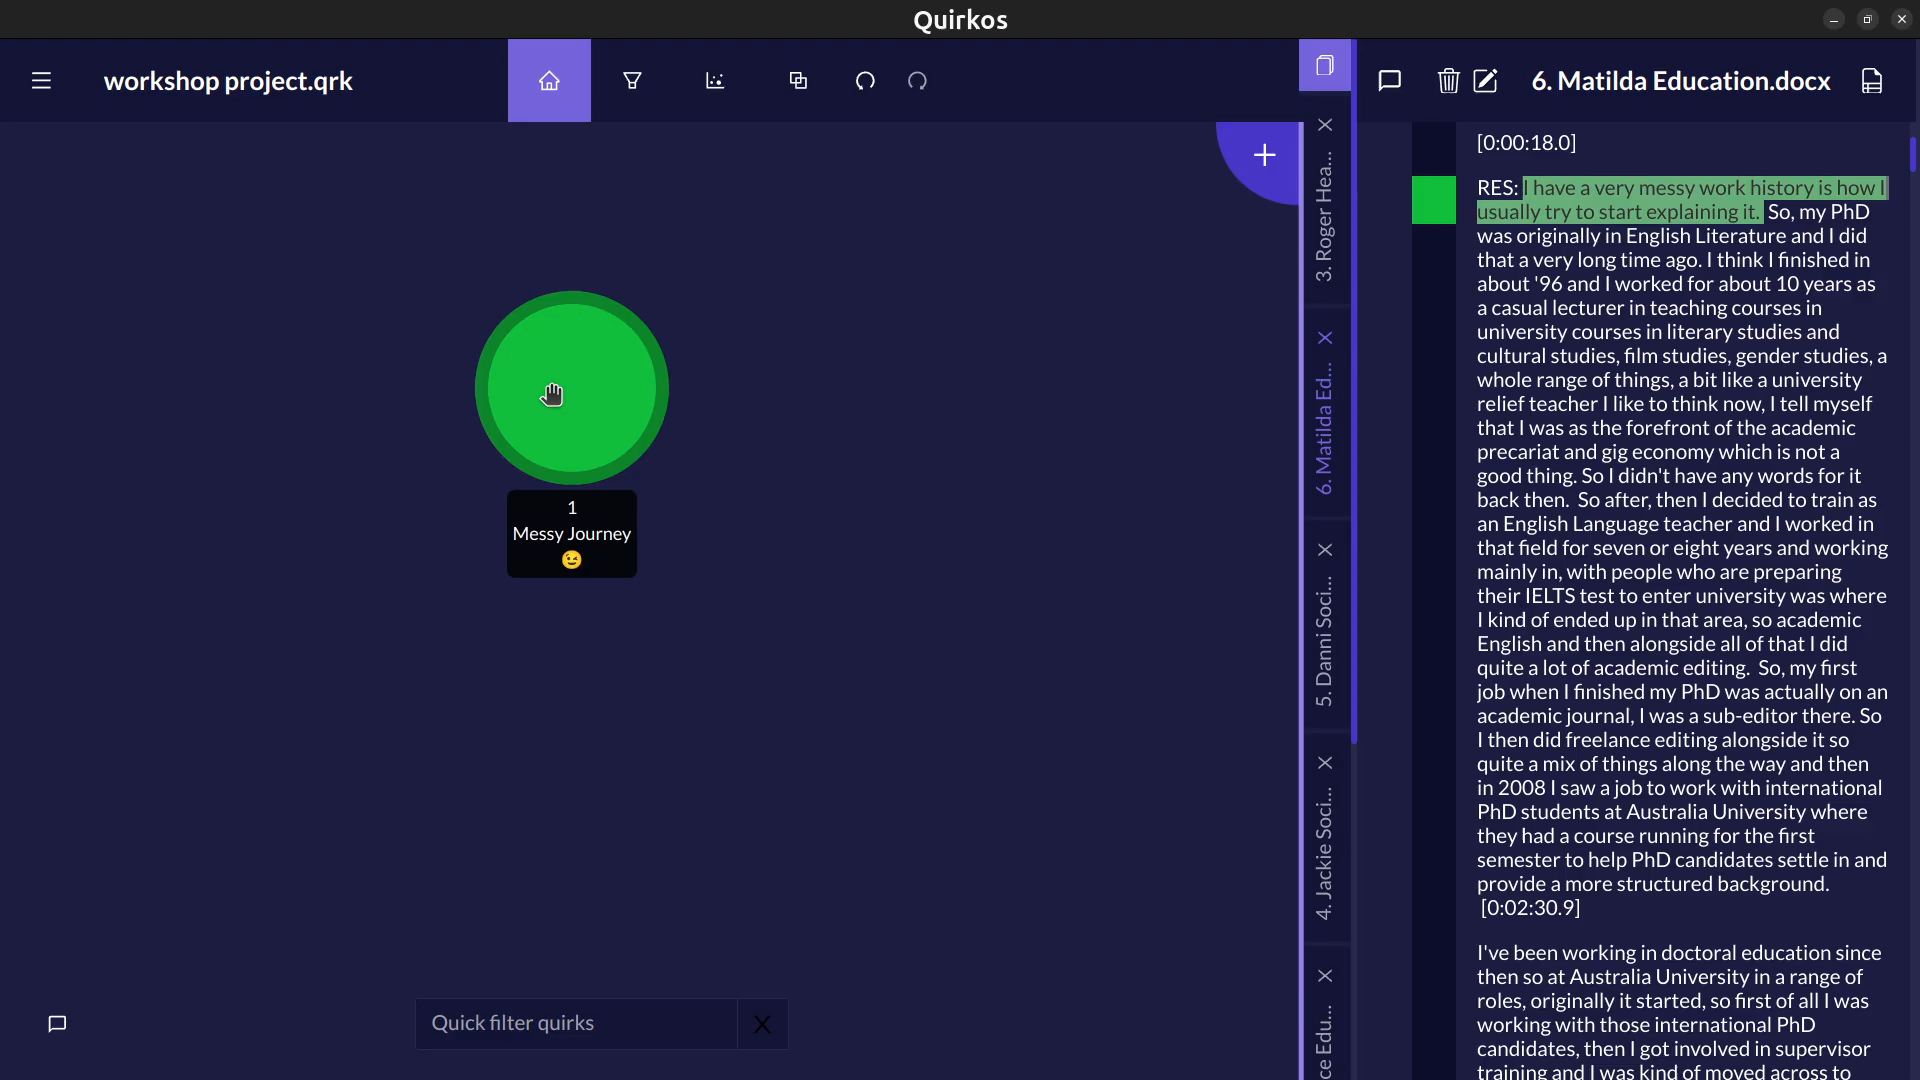 Quirkos
workshop project.qrk
6. Matilda Education.docx
3. Roger Hea...
6. Matilda Ed...
5. Danni Soci...
4. Jackie Soci...
ce Edu...
1
Messy Journey
😉
Quick filter quirks
[0:00:18.0]
RES: I have a very messy work history is how I
usually try to start explaining it. So, my PhD
was originally in English Literature and I did
that a very long time ago. I think I finished in
about '96 and I worked for about 10 years as
a casual lecturer in teaching courses in
university courses in literary studies and
cultural studies, film studies, gender studies, a
whole range of things, a bit like a university
relief teacher I like to think now, I tell myself
that I was as the forefront of the academic
precariat and gig economy which is not a
good thing. So I didn't have any words for it
back then.  So after, then I decided to train as
an English Language teacher and I worked in
that field for seven or eight years and working
mainly in, with people who are preparing
their IELTS test to enter university was where
I kind of ended up in that area, so academic
English and then alongside all of that I did
quite a lot of academic editing.  So, my first
job when I finished my PhD was actually on an
academic journal, I was a sub-editor there. So
I then did freelance editing alongside it so
quite a mix of things along the way and then
in 2008 I saw a job to work with international
PhD students at Australia University where
they had a course running for the first
semester to help PhD candidates settle in and
provide a more structured background.
[0:02:30.9]
I've been working in doctoral education since
then so at Australia University in a range of
roles, originally it started, so first of all I was
working with those international PhD
candidates, then I got involved in supervisor
training and I was kind of moved across to